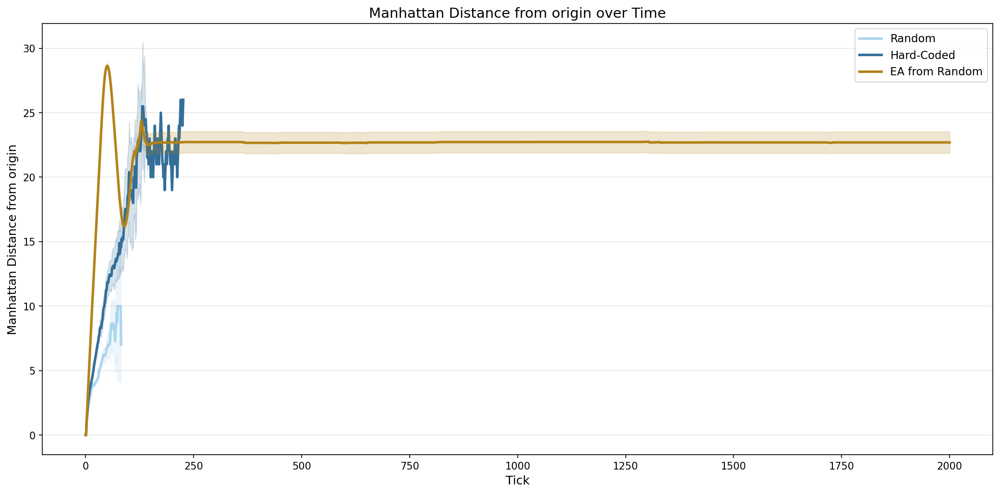 Manhattan Distance from origin over Time
Random
Hard-Coded
EA from Random
Manhattan Distance from origin
30
25
20
15
10
5
0
0 250 500 750 1000 1250 1500 1750 2000
Tick